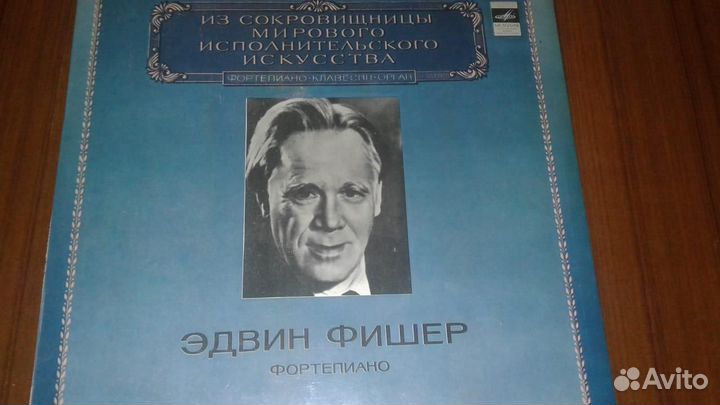 ИЗ СОКРОВИЩНИЦЫ
МИРОВОГО
ИСПОЛНИТЕЛЬСКОГО
ИСКУССТВА
ФОРТЕПИАНО·КЛАВЕСИН·ОРГАН
ЭДВИН ФИШЕР
ФОРТЕПИАНО
Avito